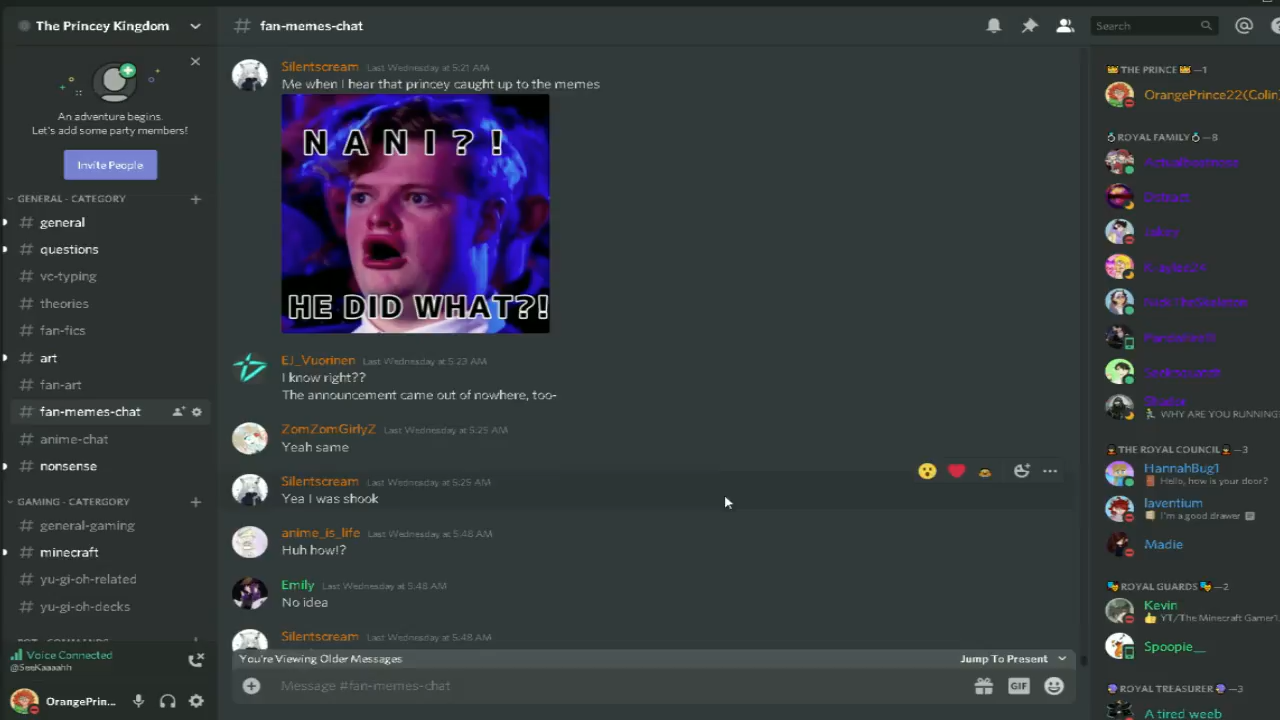 The Princey Kingdom
An adventure begins.
Let's add some party members!
Invite People
GENERAL - CATEGORY
general
questions
vc-typing
theories
fan-fics
art
fan-art
fan-memes-chat
anime-chat
nonsense
GAMING - CATERGORY
general-gaming
minecraft
yu-gi-oh-related
yu-gi-oh-decks
Voice Connected
@SeeKaaaahh
OrangePrin...
fan-memes-chat
Search
Silentscream Last Wednesday at 5:21 AM
Me when I hear that princey caught up to the memes
NANI?!
HE DID WHAT?!
EJ_Vuorinen Last Wednesday at 5:23 AM
I know right??
The announcement came out of nowhere, too-
ZomZomGirlyZ Last Wednesday at 5:25 AM
Yeah same
Silentscream Last Wednesday at 5:25 AM
Yea I was shook
anime_is_life Last Wednesday at 5:48 AM
Huh how!?
Emily Last Wednesday at 5:48 AM
No idea
Silentscream Last Wednesday at 5:48 AM
You're Viewing Older Messages
Jump To Present
Message #fan-memes-chat
GIF
THE PRINCE —1
OrangePrince22(Colin
ROYAL FAMILY —8
WHY ARE YOU RUNNING
THE ROYAL COUNCIL —3
HannahBug1
Hello, how is your door?
laventium
I'm a good drawer
Madie
ROYAL GUARDS —2
Kevin
YT/The Minecraft Gamer
Spoopie__
ROYAL TREASURER —3
A tired weeb